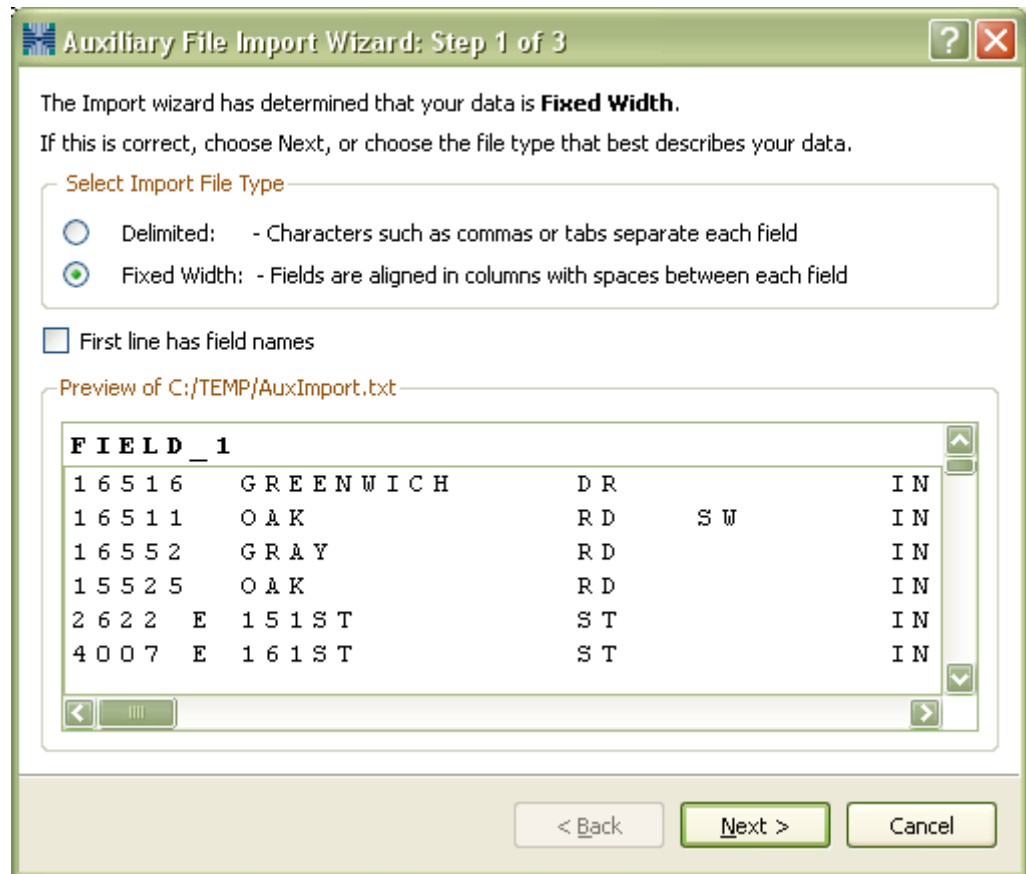 Auxiliary File Import Wizard: Step 1 of 3
The Import wizard has determined that your data is Fixed Width.
If this is correct, choose Next, or choose the file type that best describes your data.
Select Import File Type
Delimited: - Characters such as commas or tabs separate each field
Fixed Width: - Fields are aligned in columns with spaces between each field
First line has field names
Preview of C:/TEMP/AuxImport.txt
FIELD_1
16516 GREENWICH DR IN
16511 OAK RD SW IN
16552 GRAY RD IN
15525 OAK RD IN
2622 E 151ST ST IN
4007 E 161ST ST IN
< Back Next > Cancel